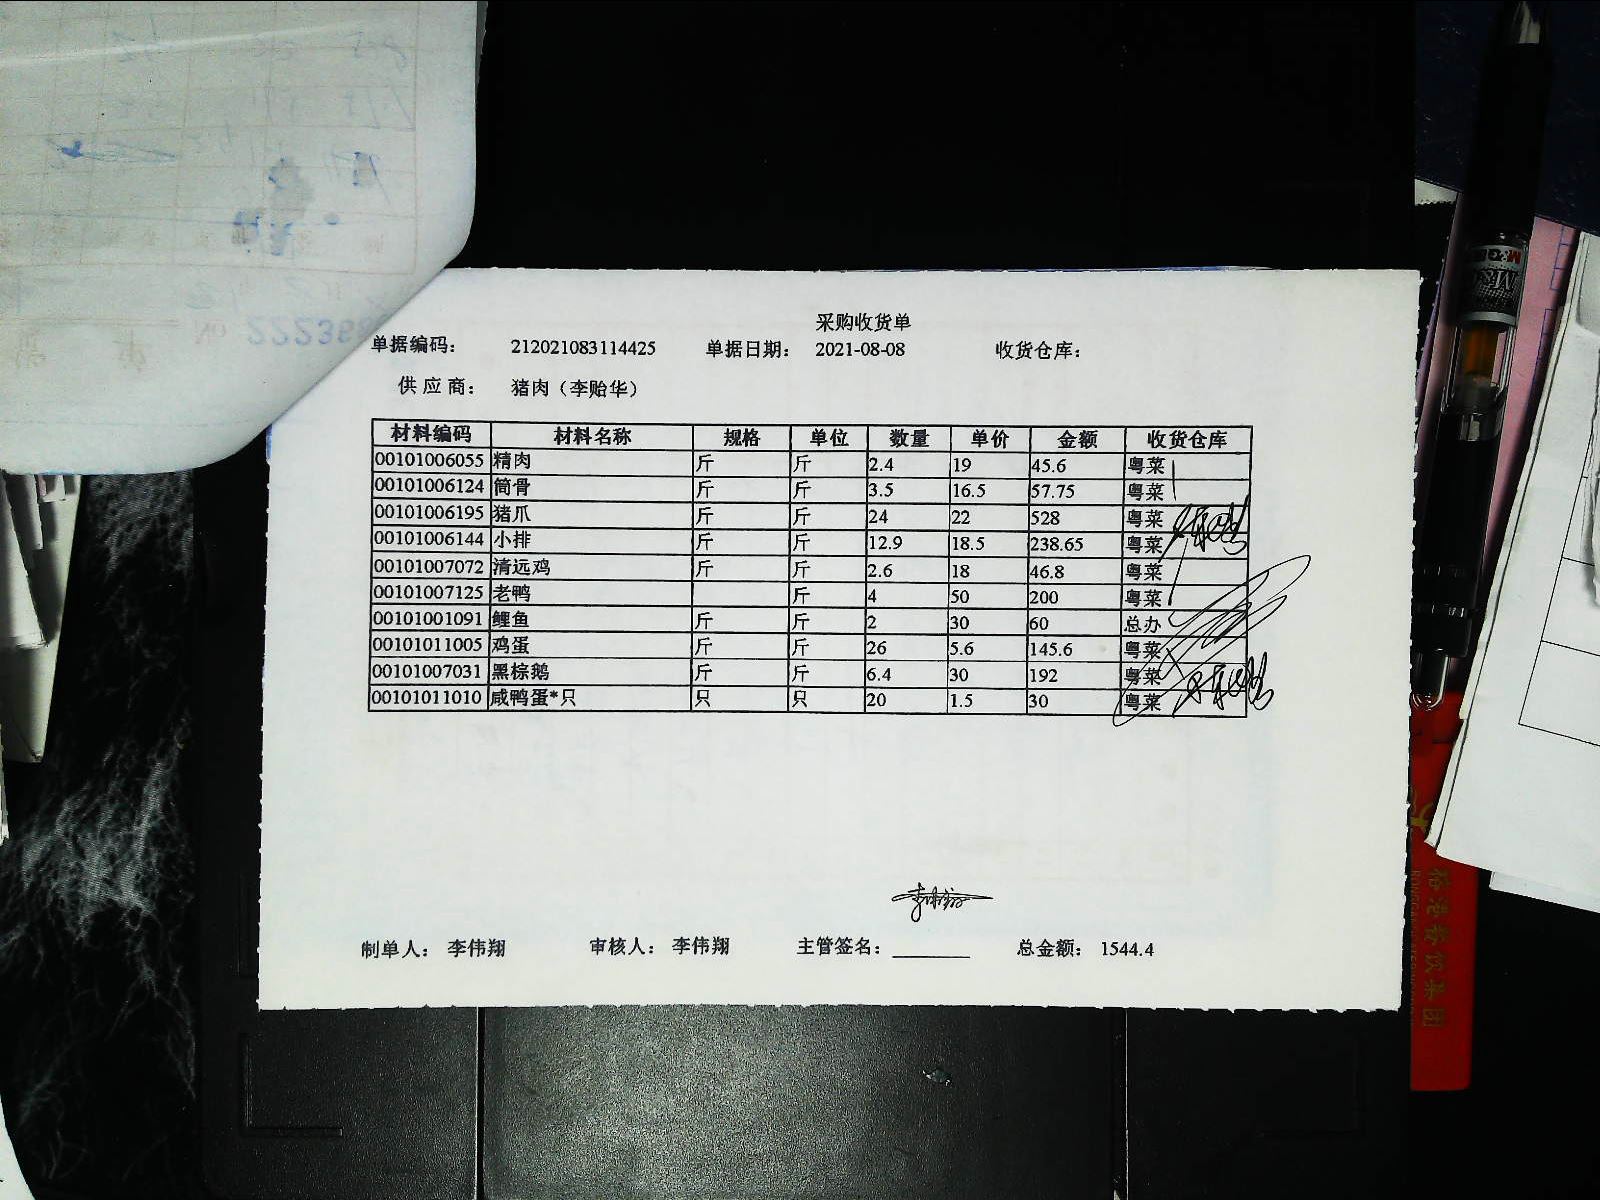 采购收货单
单据编码： 212021083114425 单据日期： 2021-08-08 收货仓库：
供应商： 猪肉（李贻华）
材料编码 材料名称 规格 单位 数量 单价 金额 收货仓库
00101006055 精肉 斤 斤 2.4 19 45.6 粤菜
00101006124 筒骨 斤 斤 3.5 16.5 57.75 粤菜
00101006195 猪爪 斤 斤 24 22 528 粤菜
00101006144 小排 斤 斤 12.9 18.5 238.65 粤菜
00101007072 清远鸡 斤 斤 2.6 18 46.8 粤菜
00101007125 老鸭 斤 4 50 200 粤菜
00101001091 鲤鱼 斤 斤 2 30 60 总办
00101011005 鸡蛋 斤 斤 26 5.6 145.6 粤菜
00101007031 黑棕鹅 斤 斤 6.4 30 192 粤菜
00101011010 咸鸭蛋*只 只 只 20 1.5 30 粤菜
李伟翔
制单人： 李伟翔 审核人： 李伟翔 主管签名： 总金额： 1544.4